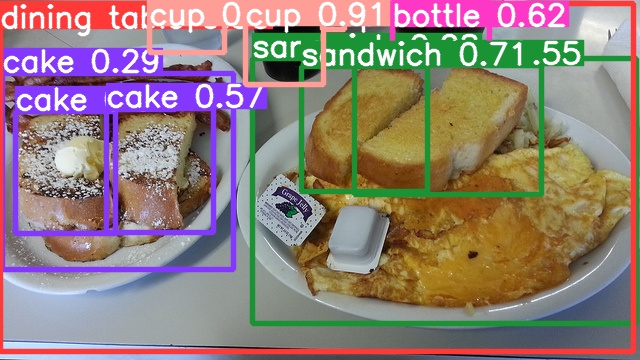 dining ta
cup 0
cup 0.91
bottle 0.62
sar
sandwich 0.71
.55
cake 0.29
cake
cake 0.57
Grape Jelly